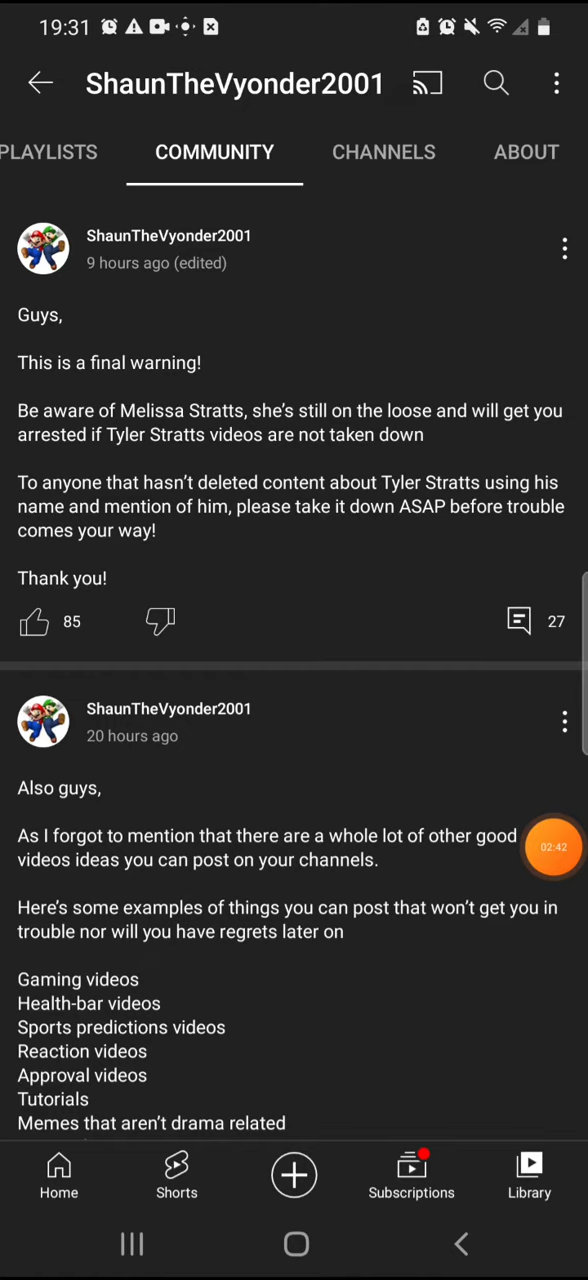 19:31
ShaunTheVyonder2001
PLAYLISTS COMMUNITY CHANNELS ABOUT
ShaunTheVyonder2001
9 hours ago (edited)
Guys,
This is a final warning!
Be aware of Melissa Stratts, she's still on the loose and will get you
arrested if Tyler Stratts videos are not taken down
To anyone that hasn't deleted content about Tyler Stratts using his
name and mention of him, please take it down ASAP before trouble
comes your way!
Thank you!
85 27
ShaunTheVyonder2001
20 hours ago
Also guys,
As I forgot to mention that there are a whole lot of other good
videos ideas you can post on your channels.
02:42
Here's some examples of things you can post that won't get you in
trouble nor will you have regrets later on
Gaming videos
Health-bar videos
Sports predictions videos
Reaction videos
Approval videos
Tutorials
Memes that aren't drama related
Home Shorts Subscriptions Library